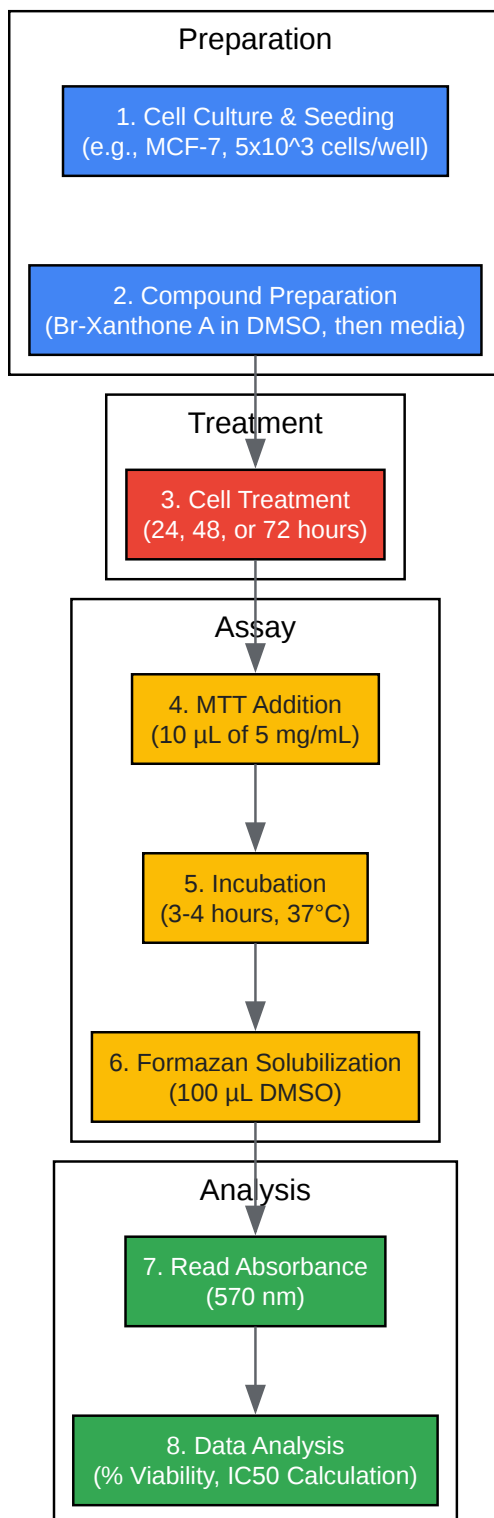 Preparation
1. Cell Culture & Seeding
(e.g., MCF-7, 5x10^3 cells/well)
2. Compound Preparation
(Br-Xanthone A in DMSO, then media)
Treatment
3. Cell Treatment
(24, 48, or 72 hours)
Assay
4. MTT Addition
(10 µL of 5 mg/mL)
5. Incubation
(3-4 hours, 37°C)
6. Formazan Solubilization
(100 µL DMSO)
Analysis
7. Read Absorbance
(570 nm)
8. Data Analysis
(% Viability, IC50 Calculation)